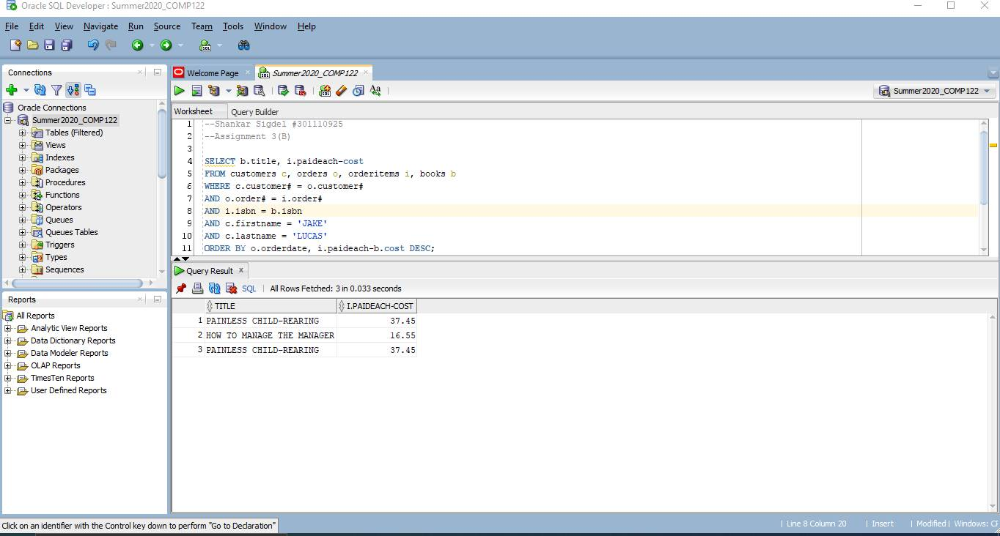 Oracle SQL Developer : Summer2020_COMP122
File Edit View Navigate Run Source Team Tools Window Help
Connections
Oracle Connections
Summer2020_COMP122
Tables (Filtered)
Views
Indexes
Packages
Procedures
Functions
Operators
Queues
Queues Tables
Triggers
Types
Sequences
Reports
All Reports
Analytic View Reports
Data Dictionary Reports
Data Modeler Reports
OLAP Reports
TimesTen Reports
User Defined Reports
Welcome Page Summer2020_COMP122
Summer2020_COMP122
Worksheet Query Builder
1 --Shankar Sigdel #301110925
2 --Assignment 3(B)
3
4 SELECT b.title, i.paideach-cost
5 FROM customers c, orders o, orderitems i, books b
6 WHERE c.customer# = o.customer#
7 AND o.order# = i.order#
8 AND i.isbn = b.isbn
9 AND c.firstname = 'JAKE'
10 AND c.lastname = 'LUCAS'
11 ORDER BY o.orderdate, i.paideach-b.cost DESC;
Query Result x
SQL | All Rows Fetched: 3 in 0.033 seconds
TITLE I.PAIDEACH-COST
1 PAINLESS CHILD-REARING 37.45
2 HOW TO MANAGE THE MANAGER 16.55
3 PAINLESS CHILD-REARING 37.45
Click on an identifier with the Control key down to perform "Go to Declaration"
| Line 8 Column 20 | Insert | Modified | Windows: CF